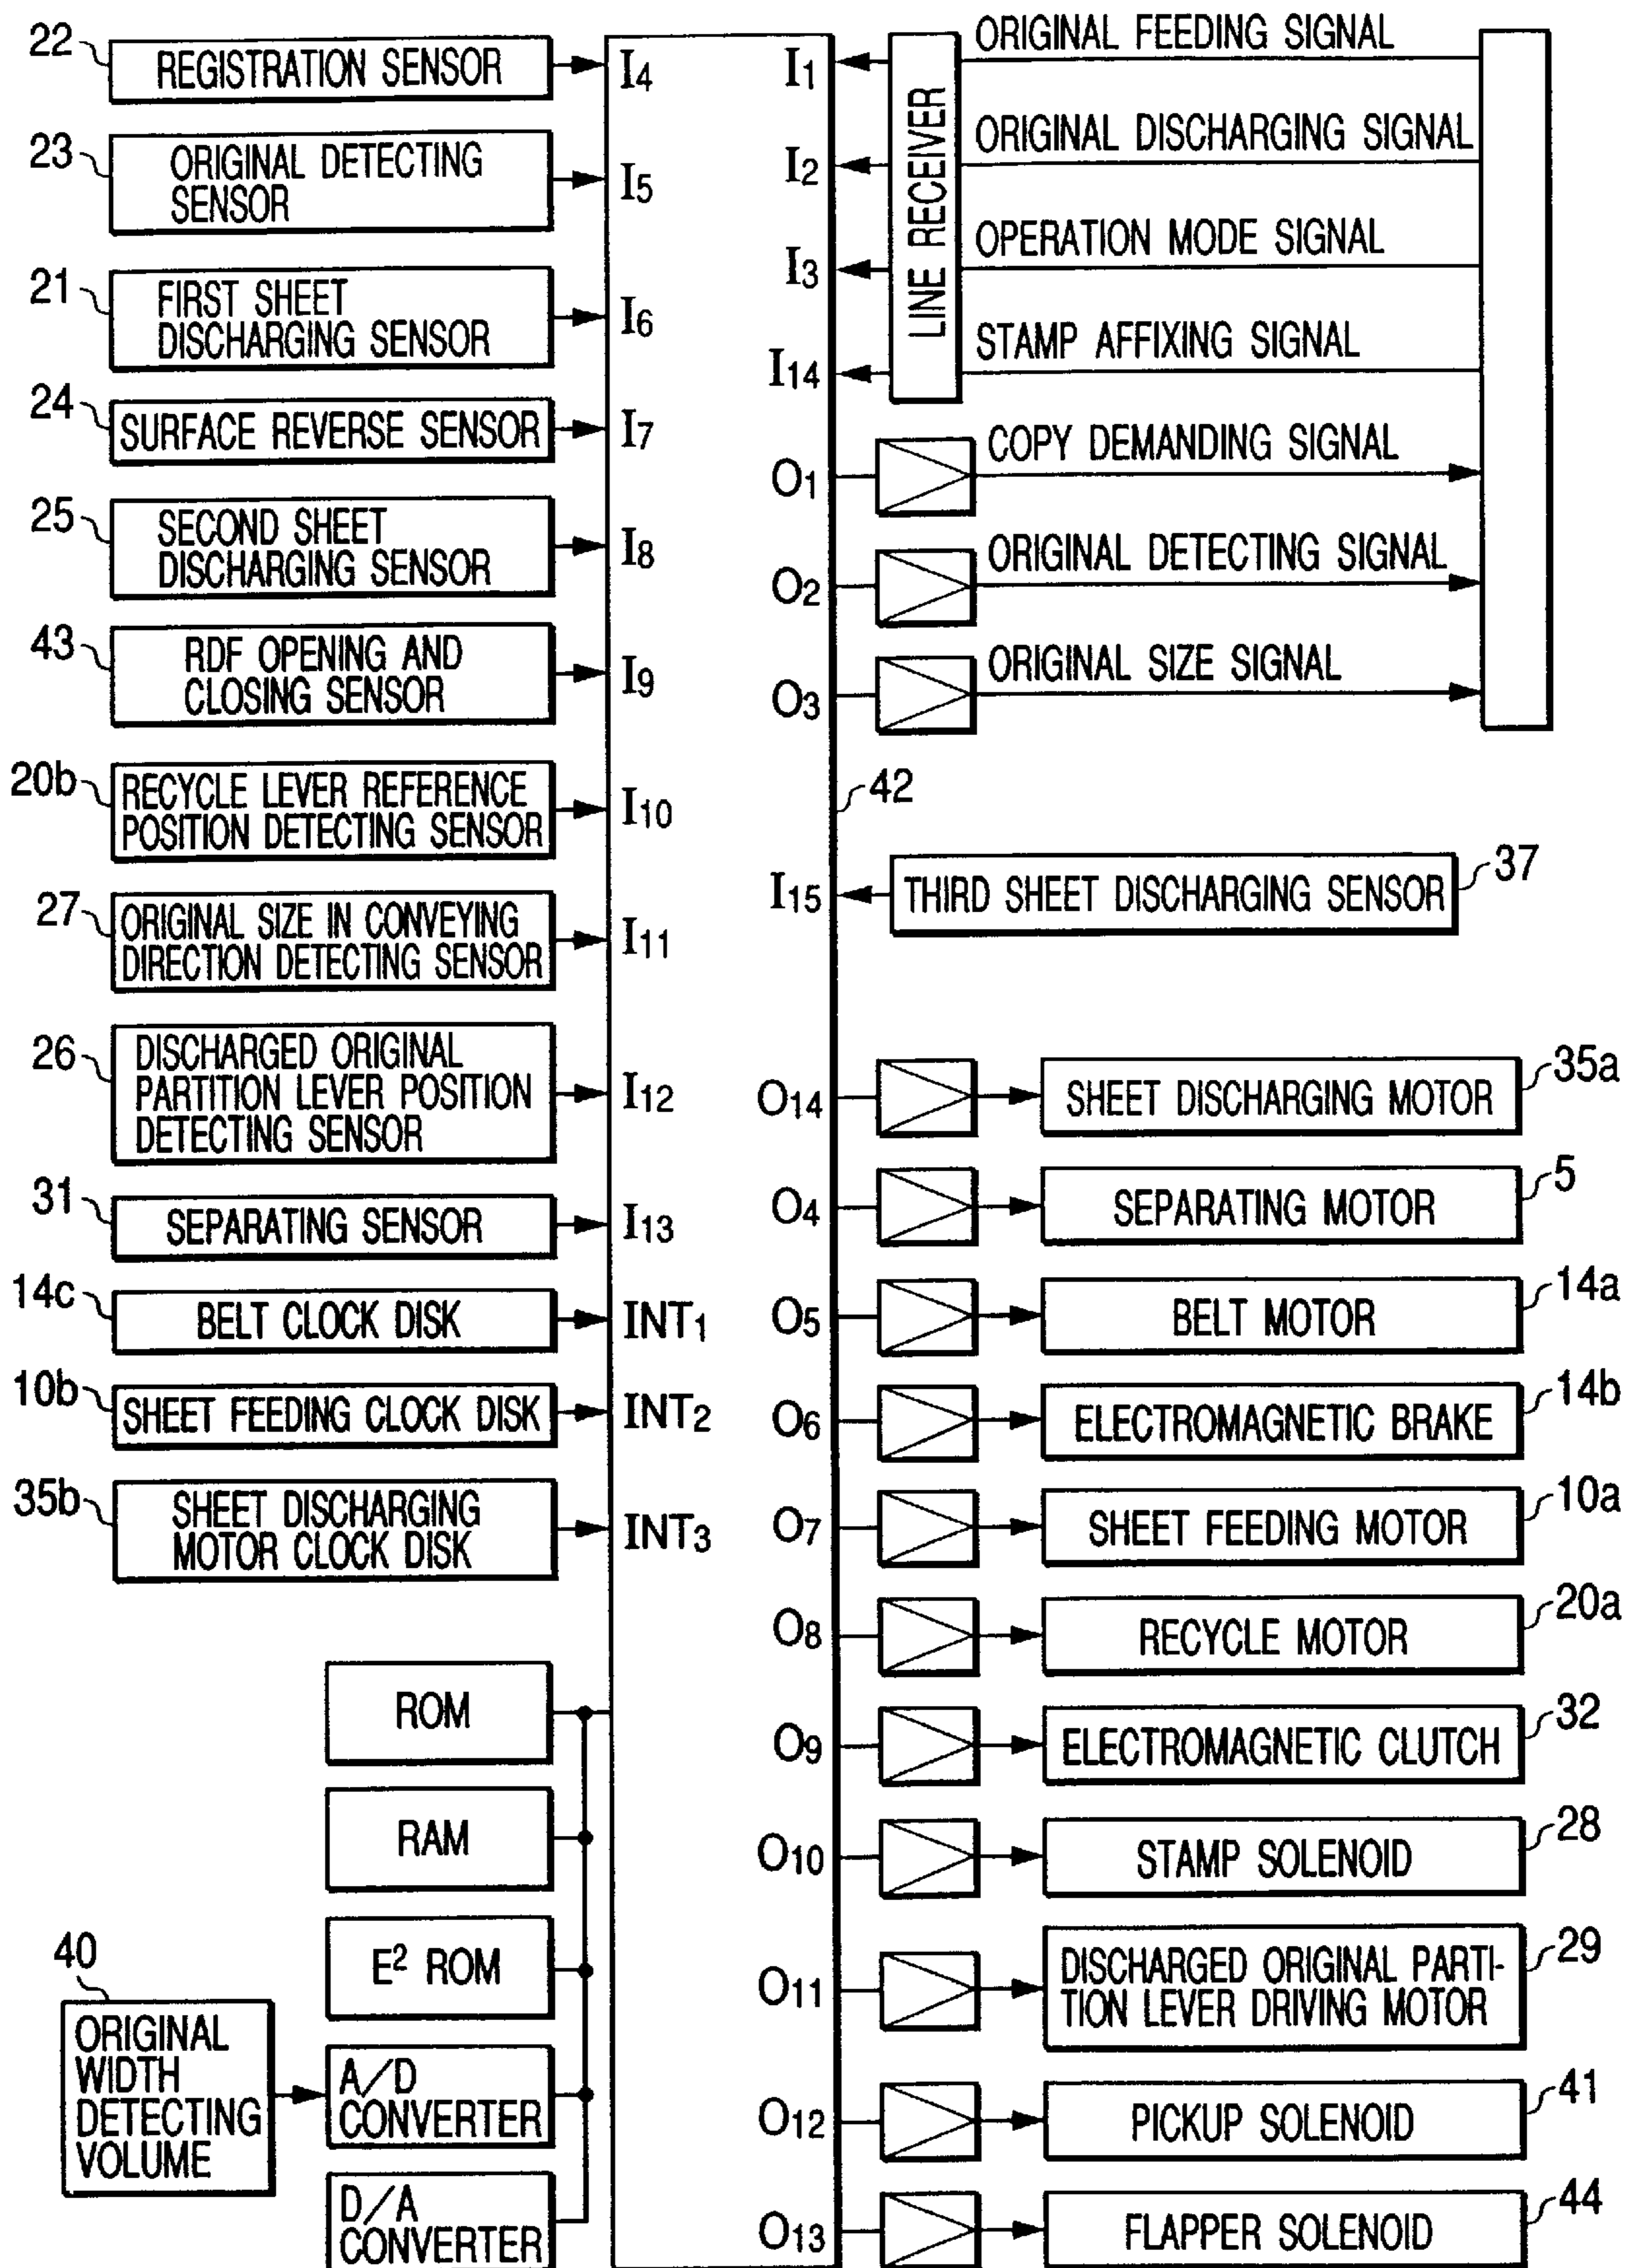 22
REGISTRATION SENSOR
I4
23
ORIGINAL DETECTING
SENSOR
I5
21
FIRST SHEET
DISCHARGING SENSOR
I6
24
SURFACE REVERSE SENSOR
I7
25
SECOND SHEET
DISCHARGING SENSOR
I8
43
RDF OPENING AND
CLOSING SENSOR
I9
20b
RECYCLE LEVER REFERENCE
POSITION DETECTING SENSOR
I10
27
ORIGINAL SIZE IN CONVEYING
DIRECTION DETECTING SENSOR
I11
26
DISCHARGED ORIGINAL
PARTITION LEVER POSITION
DETECTING SENSOR
I12
31
SEPARATING SENSOR
I13
14c
BELT CLOCK DISK
INT1
10b
SHEET FEEDING CLOCK DISK
INT2
35b
SHEET DISCHARGING
MOTOR CLOCK DISK
INT3
ROM
RAM
E² ROM
40
ORIGINAL
WIDTH
DETECTING
VOLUME
A/D
CONVERTER
D/A
CONVERTER
I1
ORIGINAL FEEDING SIGNAL
I2
ORIGINAL DISCHARGING SIGNAL
I3
OPERATION MODE SIGNAL
I14
STAMP AFFIXING SIGNAL
LINE RECEIVER
O1
COPY DEMANDING SIGNAL
O2
ORIGINAL DETECTING SIGNAL
O3
ORIGINAL SIZE SIGNAL
42
I15
THIRD SHEET DISCHARGING SENSOR
37
O14
SHEET DISCHARGING MOTOR
35a
O4
SEPARATING MOTOR
5
O5
BELT MOTOR
14a
O6
ELECTROMAGNETIC BRAKE
14b
O7
SHEET FEEDING MOTOR
10a
O8
RECYCLE MOTOR
20a
O9
ELECTROMAGNETIC CLUTCH
32
O10
STAMP SOLENOID
28
O11
DISCHARGED ORIGINAL PARTI-
TION LEVER DRIVING MOTOR
29
O12
PICKUP SOLENOID
41
O13
FLAPPER SOLENOID
44